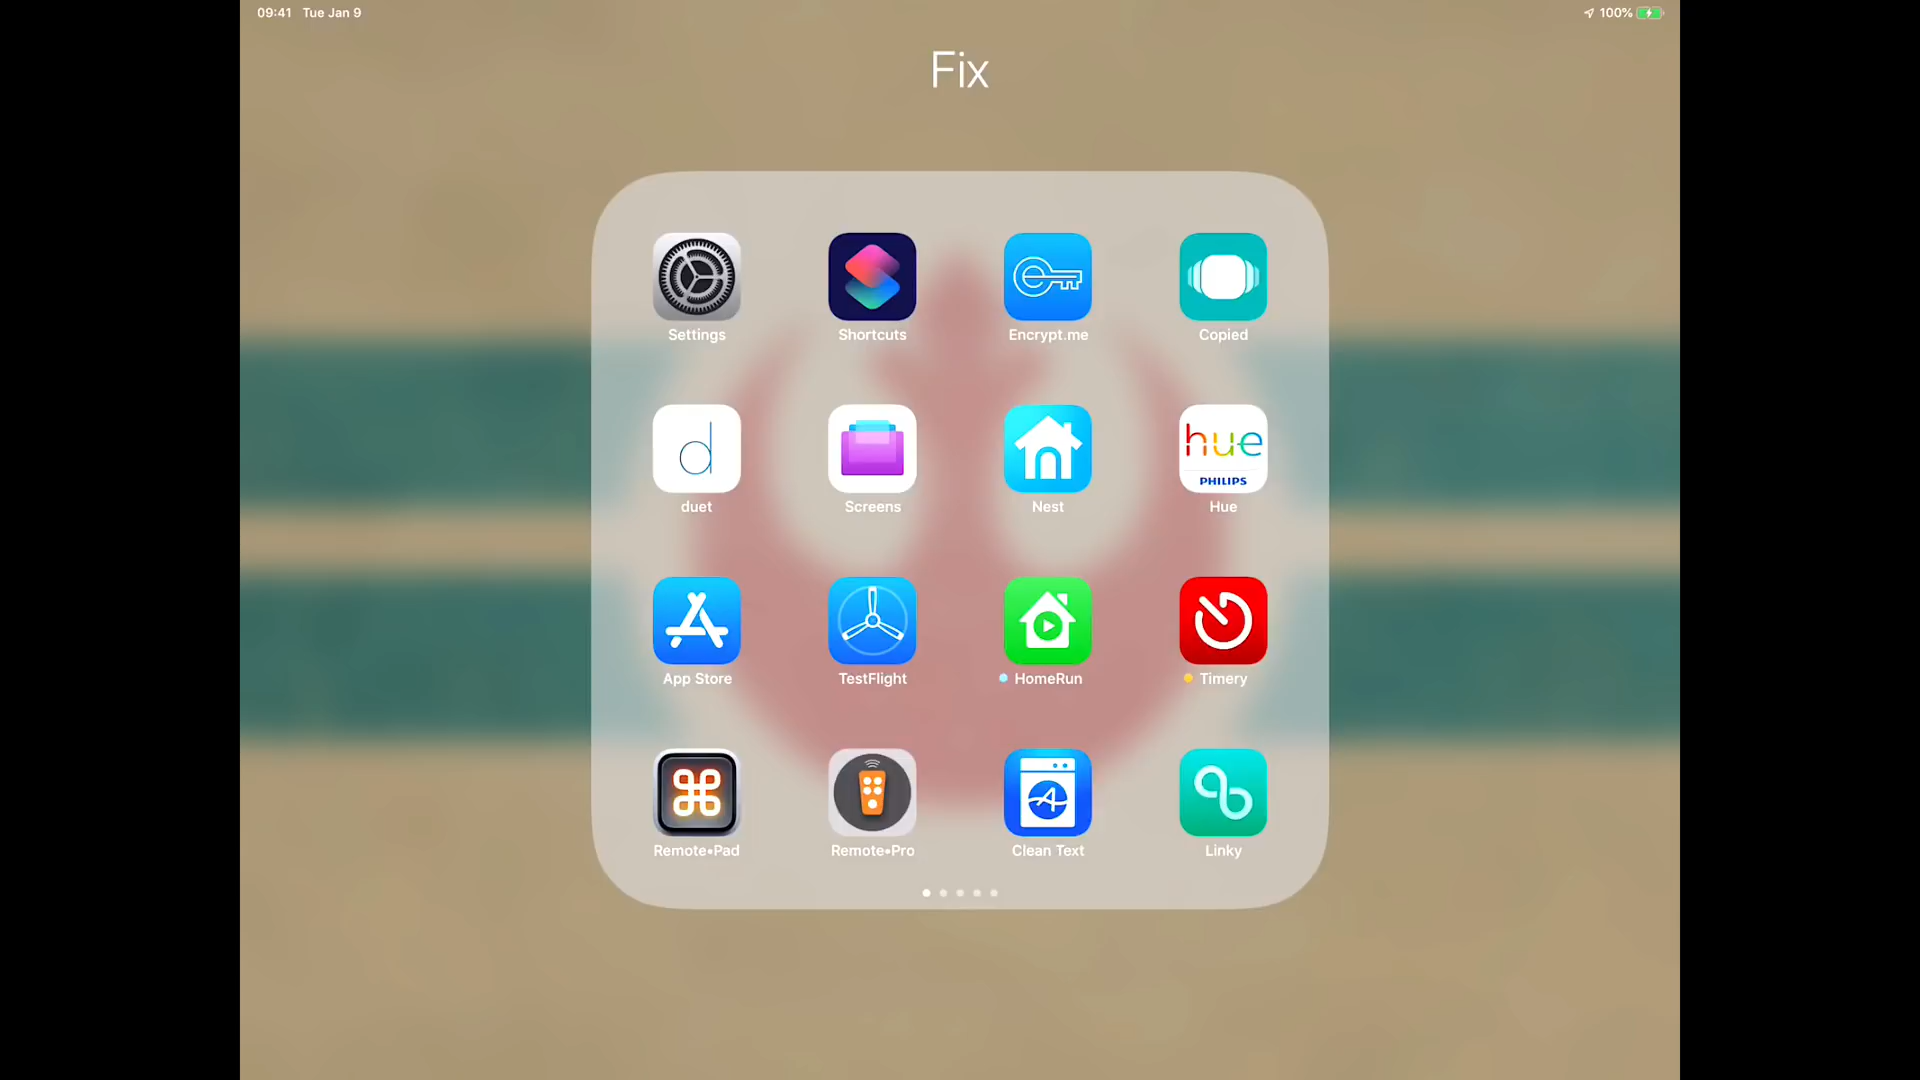 09:41 Tue Jan 9
100%
Fix
Settings
Shortcuts
Encrypt.me
Copied
d
duet
Screens
Nest
hue
PHILIPS
Hue
App Store
TestFlight
HomeRun
Timery
⌘
Remote•Pad
Remote•Pro
Clean Text
Linky